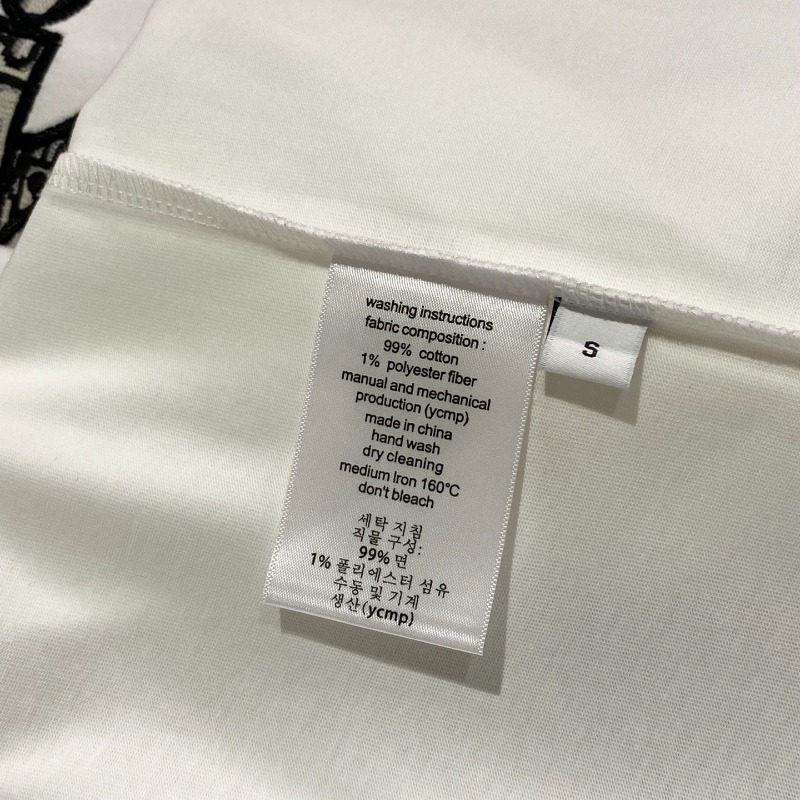 washing instructions
fabric composition :
99% cotton
1% polyester fiber
manual and mechanical
production (ycmp)
made in china
hand wash
dry cleaning
medium Iron 160°C
don't bleach
세탁 지침
직물 구성:
99% 면
1% 폴리에스터 섬유
수동 및 기계
생산(ycmp)
S